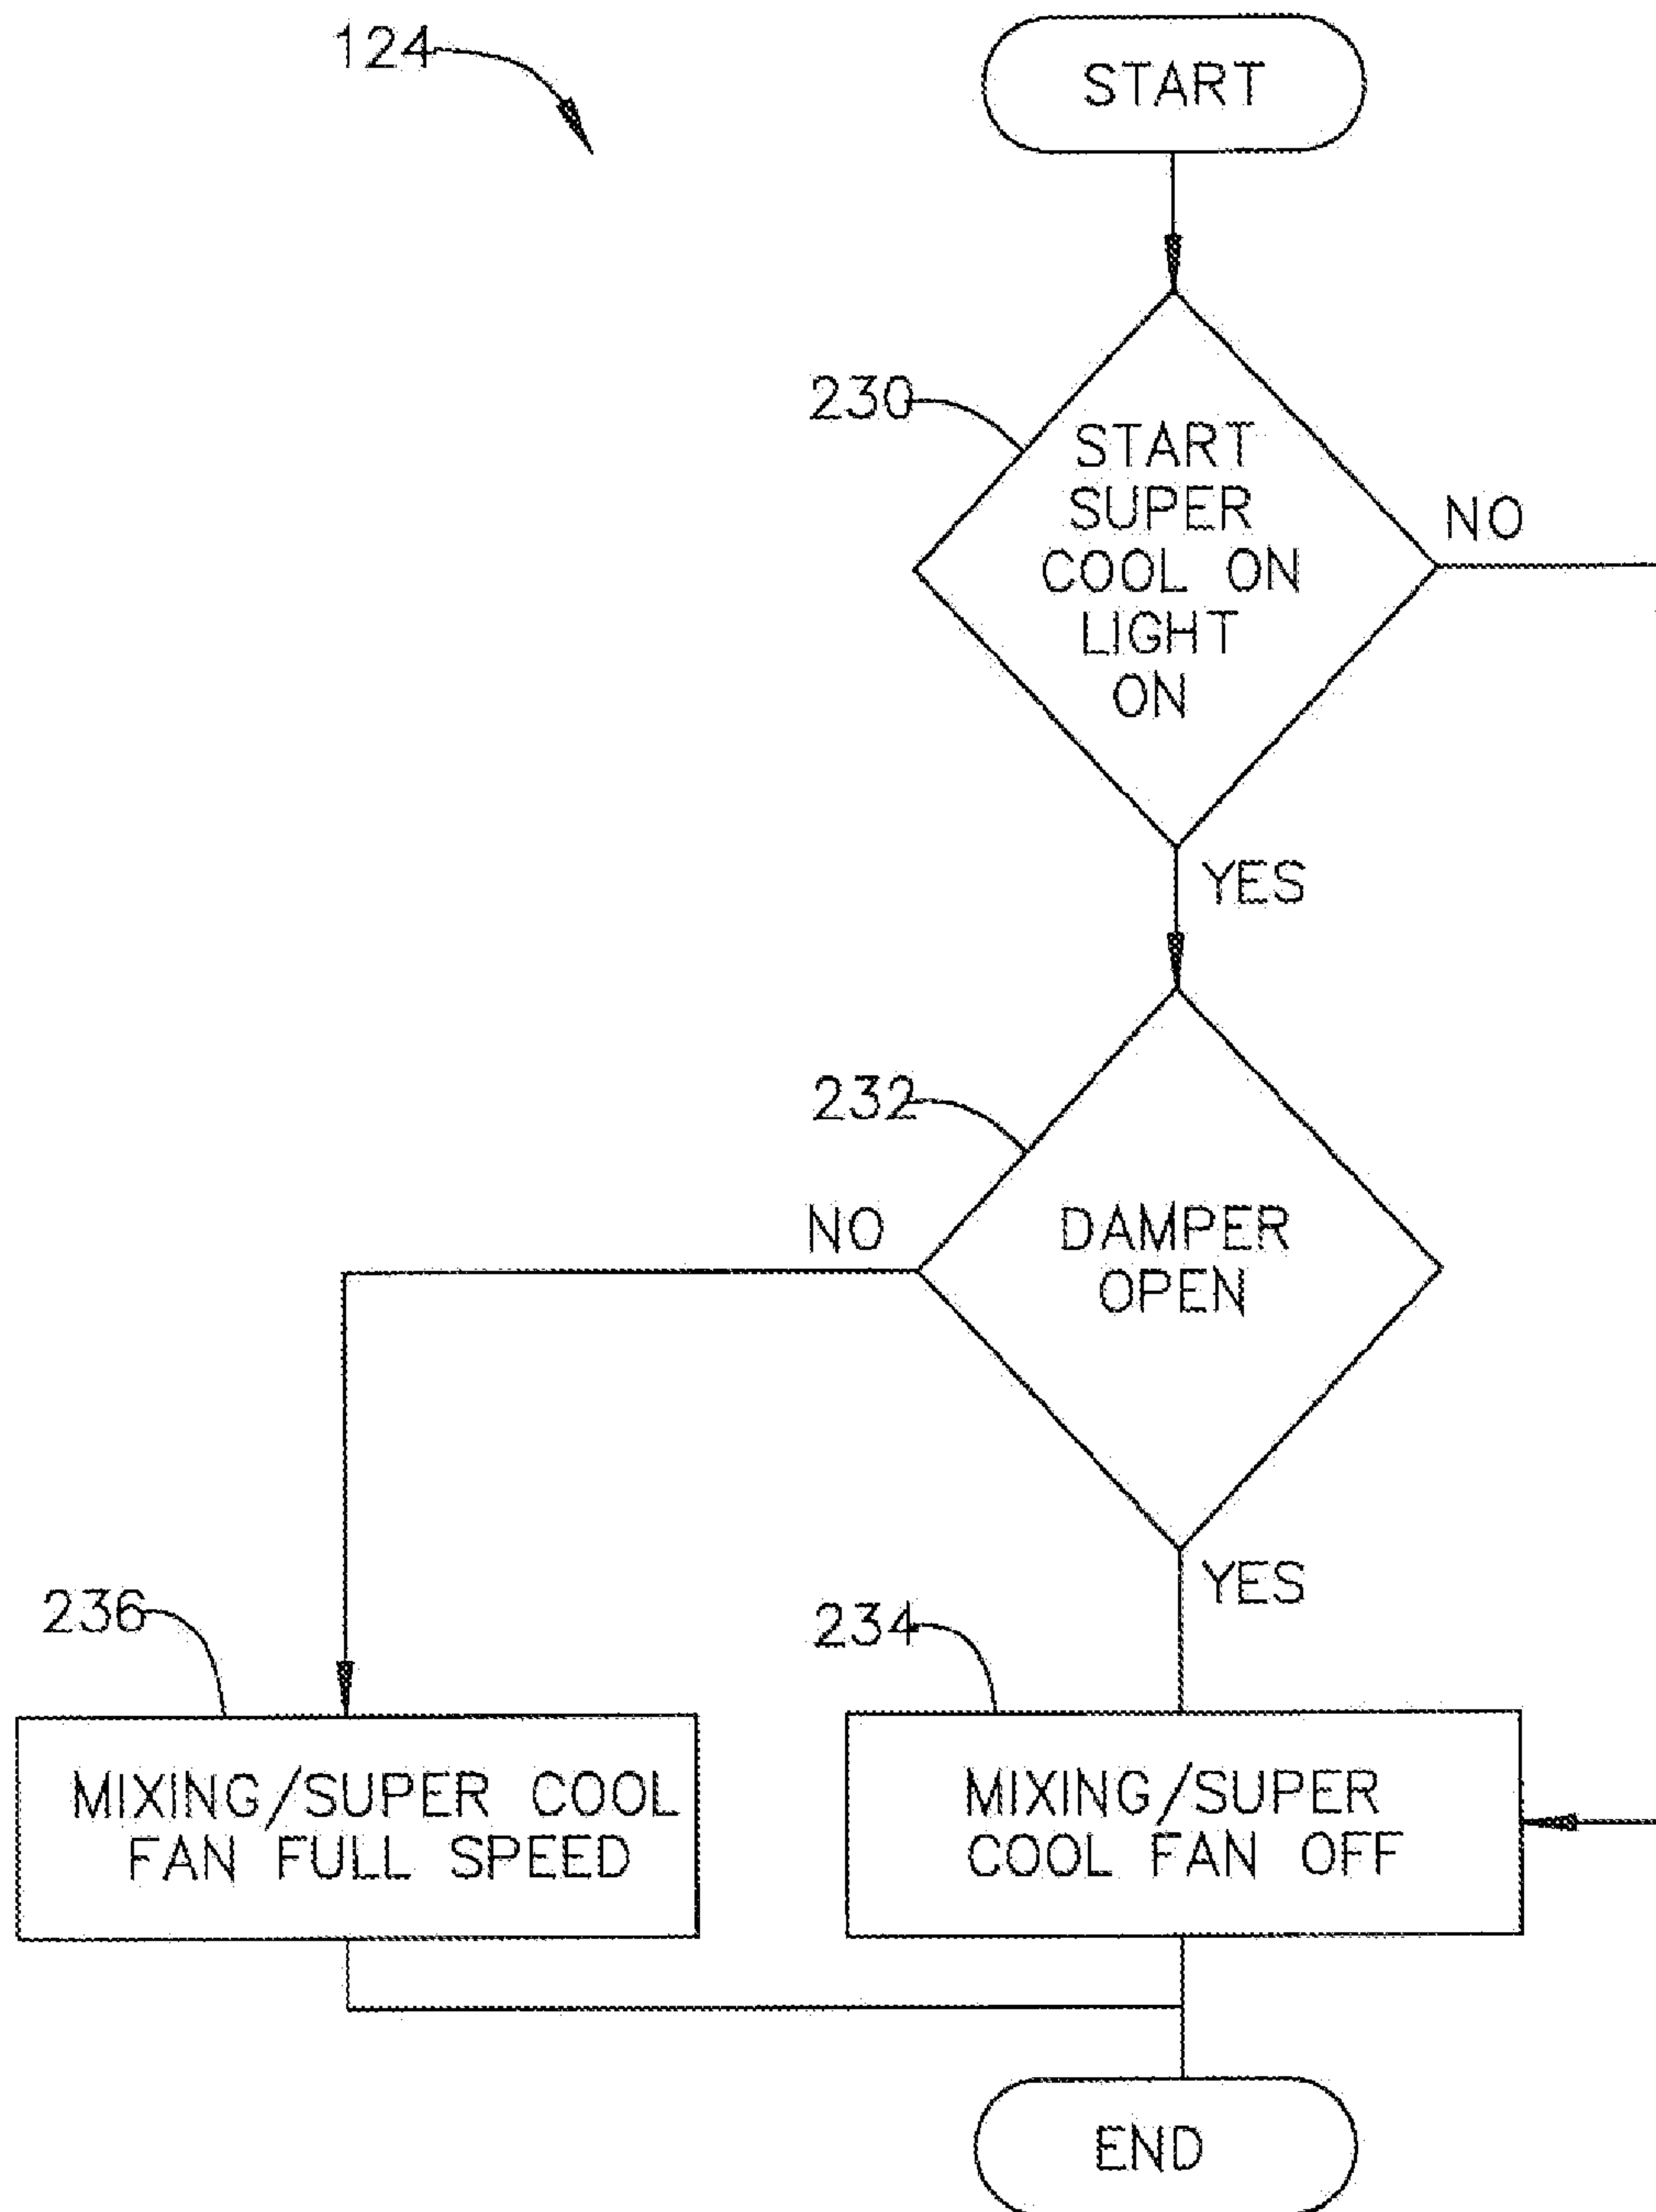 124
START
230
START
SUPER
COOL ON
LIGHT
ON
NO
YES
232
DAMPER
OPEN
NO
YES
236
MIXING/SUPER COOL
FAN FULL SPEED
234
MIXING/SUPER
COOL FAN OFF
END